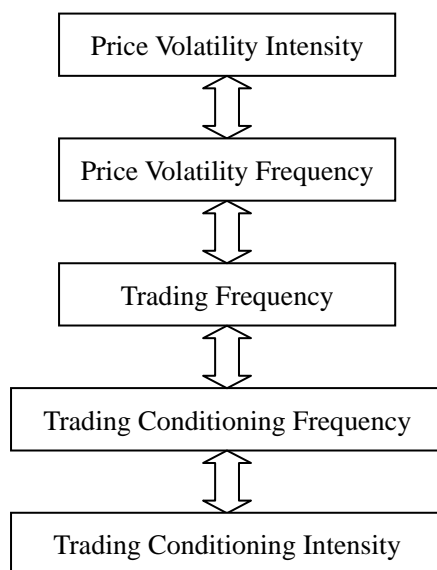 Price Volatility Intensity
Price Volatility Frequency
Trading Frequency
Trading Conditioning Frequency
Trading Conditioning Intensity